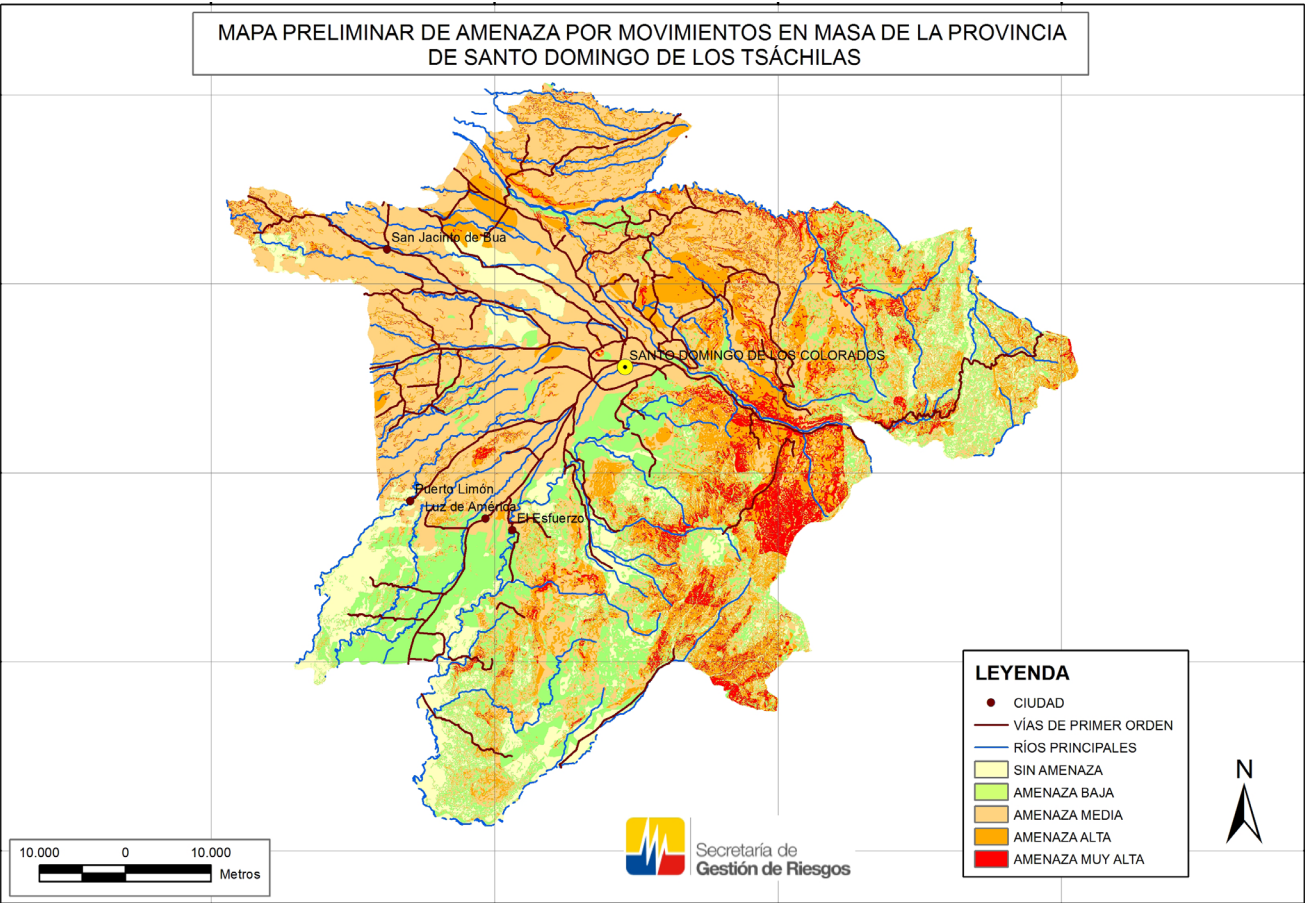 MAPA PRELIMINAR DE AMENAZA POR MOVIMIENTOS EN MASA DE LA PROVINCIA
DE SANTO DOMINGO DE LOS TSÁCHILAS
San Jacinto de Bua
SANTO DOMINGO DE LOS COLORADOS
Puerto Limón
Luz de América
El Esfuerzo
LEYENDA
CIUDAD
VÍAS DE PRIMER ORDEN
RÍOS PRINCIPALES
SIN AMENAZA
AMENAZA BAJA
AMENAZA MEDIA
AMENAZA ALTA
AMENAZA MUY ALTA
N
10.000 0 10.000
Metros
Secretaría de
Gestión de Riesgos